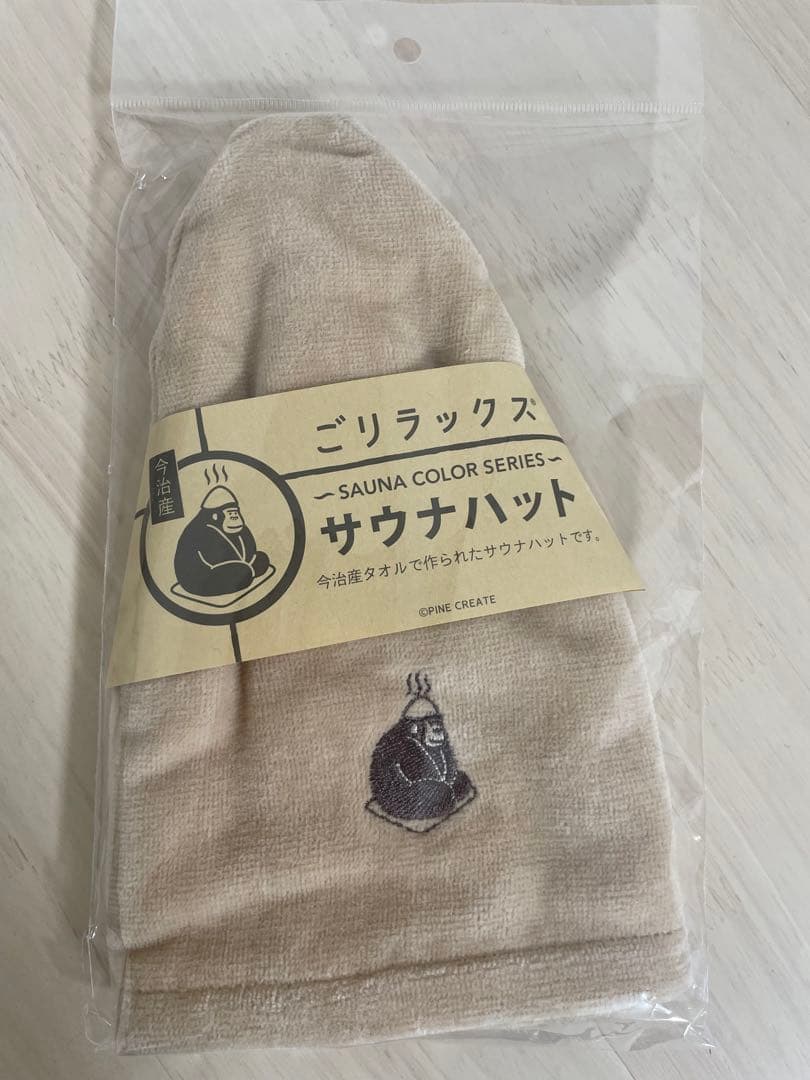 ごリラックス®
今治産
〜SAUNA COLOR SERIES〜
サウナハット
今治産タオルで作られたサウナハットです。
©PINE CREATE